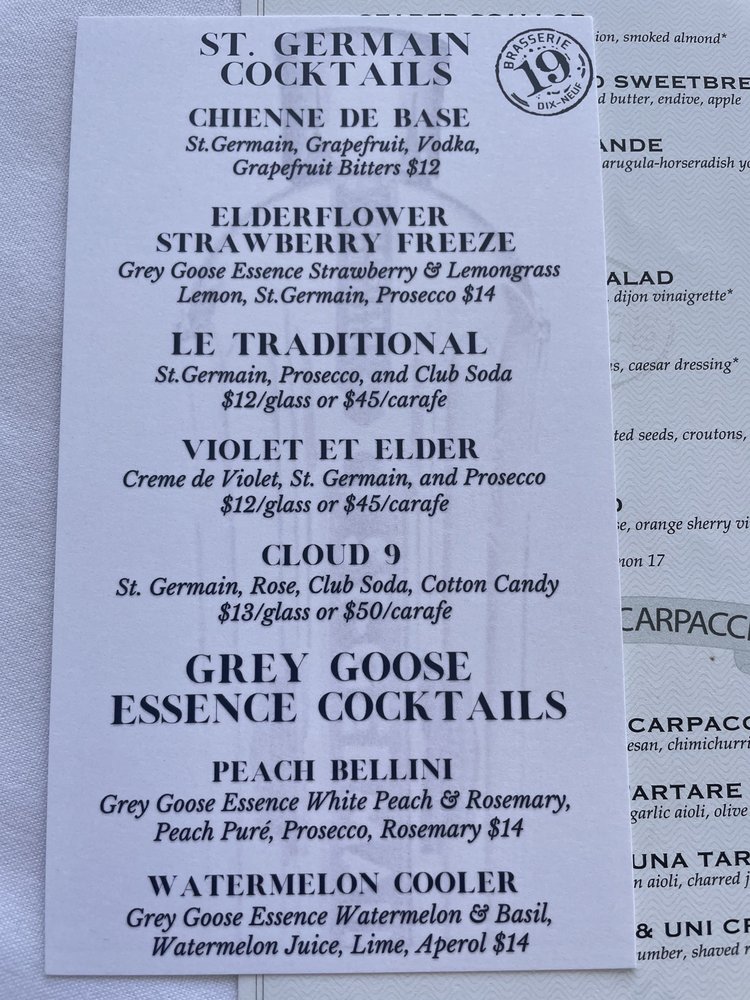 ST. GERMAIN
COCKTAILS
BRASSERIE
19
DIX-NEUF
CHIENNE DE BASE
St.Germain, Grapefruit, Vodka,
Grapefruit Bitters $12
ELDERFLOWER
STRAWBERRY FREEZE
Grey Goose Essence Strawberry & Lemongrass
Lemon, St.Germain, Prosecco $14
LE TRADITIONAL
St.Germain, Prosecco, and Club Soda
$12/glass or $45/carafe
VIOLET ET ELDER
Creme de Violet, St. Germain, and Prosecco
$12/glass or $45/carafe
CLOUD 9
St. Germain, Rose, Club Soda, Cotton Candy
$13/glass or $50/carafe
GREY GOOSE
ESSENCE COCKTAILS
PEACH BELLINI
Grey Goose Essence White Peach & Rosemary,
Peach Puré, Prosecco, Rosemary $14
WATERMELON COOLER
Grey Goose Essence Watermelon & Basil,
Watermelon Juice, Lime, Aperol $14
smoked almond*
SWEETBRE
butter, endive, apple
ANDE
arugula-horseradish yo
ALAD
dijon vinaigrette*
caesar dressing*
ted seeds, croutons,
orange sherry vi
non 17
CARPACCI
CARPACC
esan, chimichurri
ARTARE
garlic aioli, olive
UNA TAR
n aioli, charred j
& UNI CR
umber, shaved r